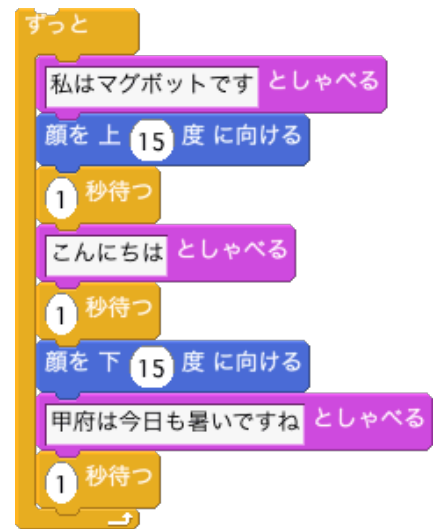 ずっと
私はマグボットです としゃべる
顔を 上 15 度 に向ける
1 秒待つ
こんにちは としゃべる
1 秒待つ
顔を 下 15 度 に向ける
甲府は今日も暑いですね としゃべる
1 秒待つ